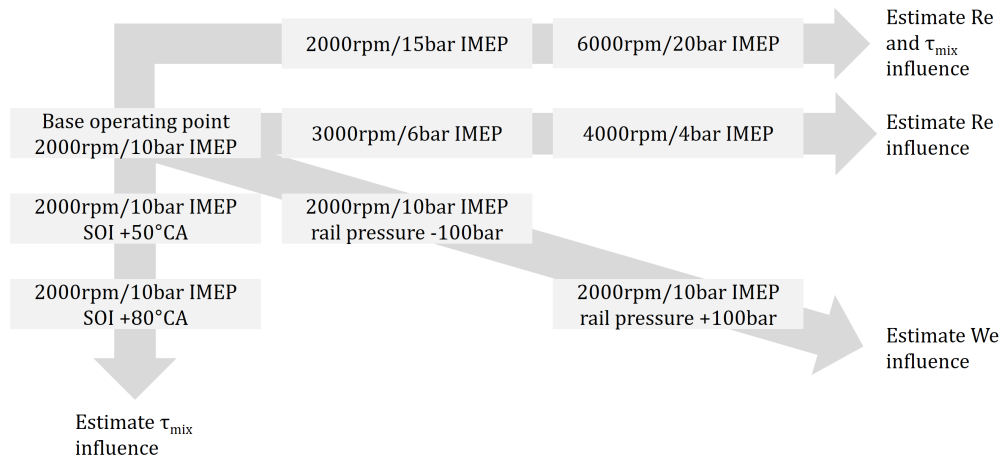 2000rpm/15bar IMEP
6000rpm/20bar IMEP
Estimate Re
and τmix
influence
Base operating point
2000rpm/10bar IMEP
3000rpm/6bar IMEP
4000rpm/4bar IMEP
Estimate Re
influence
2000rpm/10bar IMEP
SOI +50°CA
2000rpm/10bar IMEP
rail pressure -100bar
2000rpm/10bar IMEP
SOI +80°CA
2000rpm/10bar IMEP
rail pressure +100bar
Estimate We
influence
Estimate τmix
influence